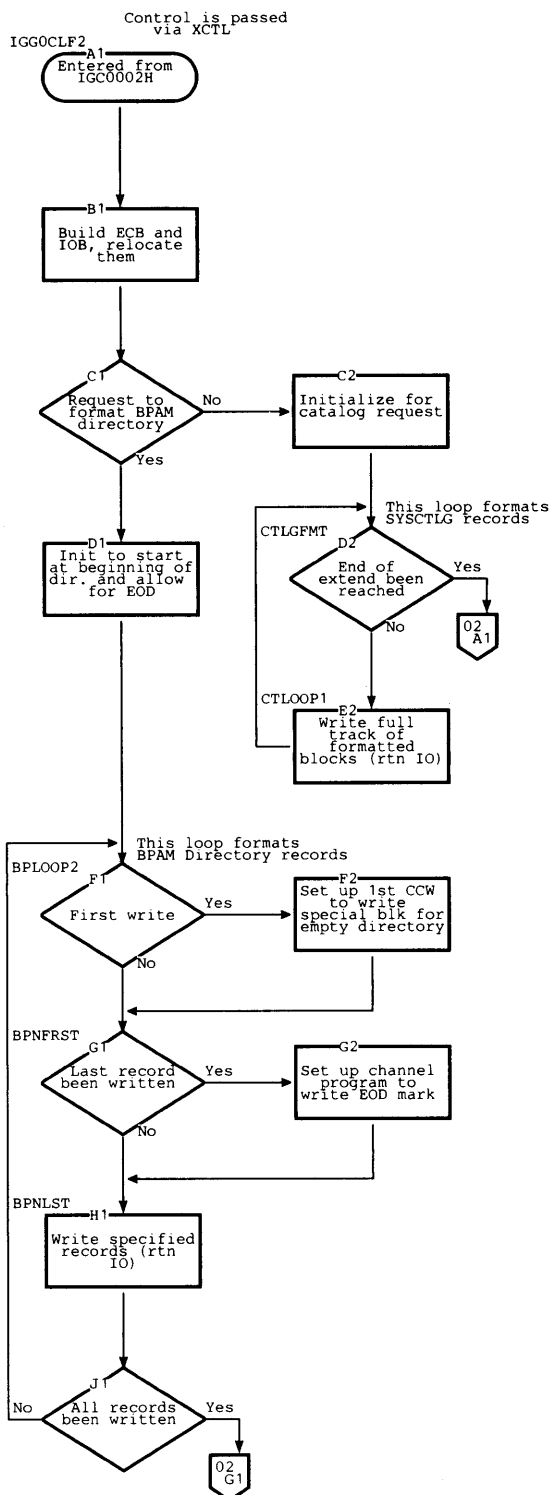 Control is passed
via XCTL
IGG0CLF2
A1
Entered from
IGC0002H
B1
Build ECB and
IOB, relocate
them
C1
Request to
format BPAM
directory
No
Yes
C2
Initialize for
catalog request
This loop formats
SYSCTLG records
CTLGFMT
D1
Init to start
at beginning of
dir. and allow
for EOD
D2
End of
extend been
reached
Yes
No
02
A1
CTLOOP1
E2
Write full
track of
formatted
blocks (rtn IO)
This loop formats
BPAM Directory records
BPLOOP2
F1
First write
Yes
No
F2
Set up 1st CCW
to write
special blk for
empty directory
BPNFRST
G1
Last record
been written
Yes
No
G2
Set up channel
program to
write EOD mark
BPNLST
H1
Write specified
records (rtn
IO)
J1
All records
been written
No
Yes
02
G1